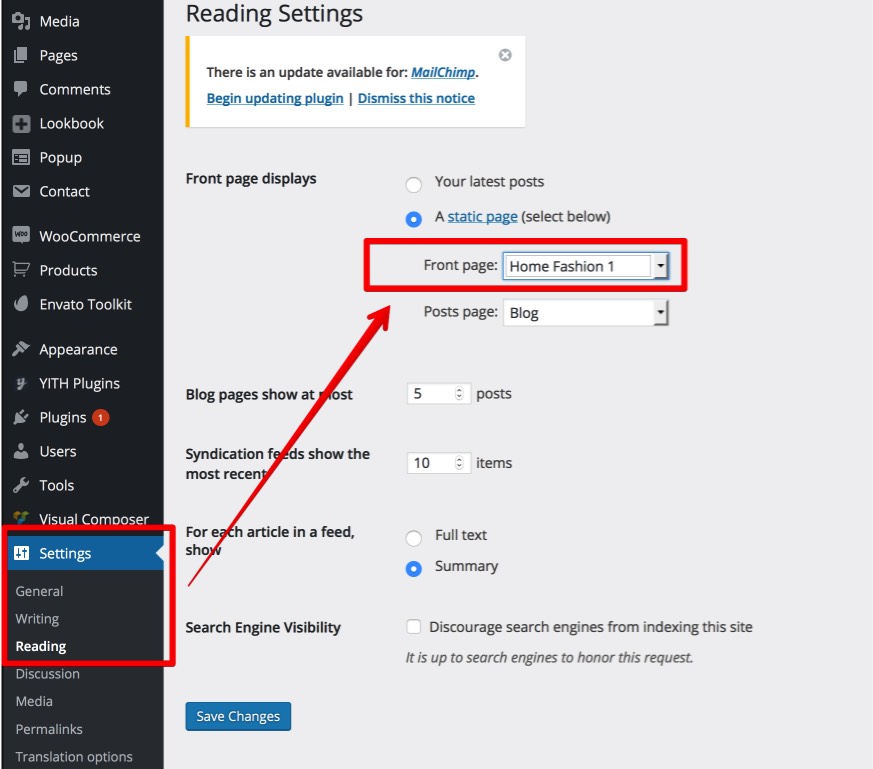 Media
Pages
Comments
Lookbook
Popup
Contact
WOO
WooCommerce
Products
Envato Toolkit
Appearance
y
YITH Plugins
Plugins 1
Users
Tools
Visual Composer
Settings
General
Writing
Reading
Discussion
Media
Permalinks
Translation options
Reading Settings
There is an update available for: MailChimp.
Begin updating plugin | Dismiss this notice
Front page displays
Your latest posts
A static page (select below)
Front page: Home Fashion 1
Posts page: Blog
Blog pages show at most
5 posts
Syndication feeds show the
most recent
10 items
For each article in a feed,
show
Full text
Summary
Search Engine Visibility
Discourage search engines from indexing this site
It is up to search engines to honor this request.
Save Changes